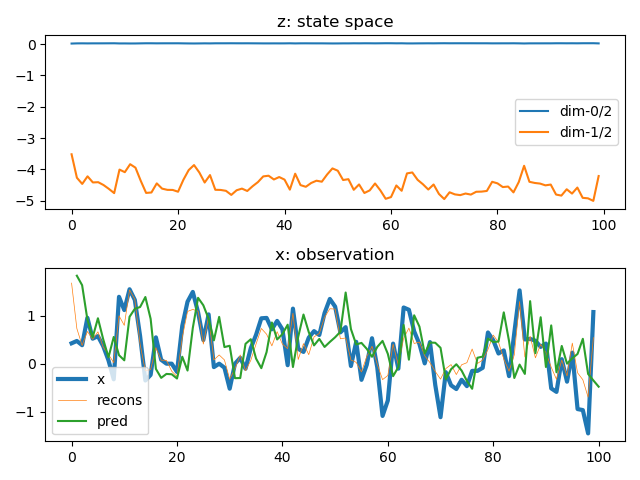 z: state space
0
−1
−2
−3
−4
−5
dim-0/2
dim-1/2
0 20 40 60 80 100
x: observation
1
0
−1
x
recons
pred
0 20 40 60 80 100